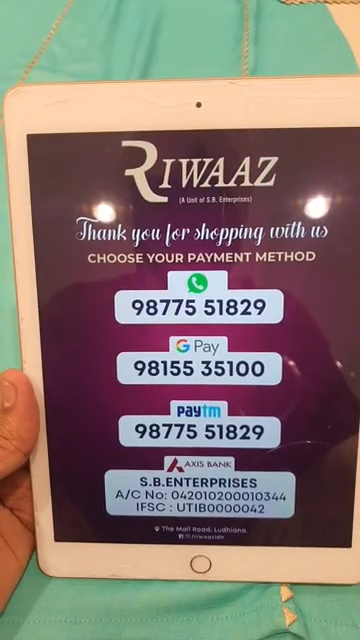 RIWAAZ
(A Unit of S.B. Enterprises)
Thank you for shopping with us
CHOOSE YOUR PAYMENT METHOD
98775 51829
G Pay
98155 35100
paytm
98775 51829
AXIS BANK
S.B.ENTERPRISES
A/C No: 042010200010344
IFSC : UTIB0000042
The Mall Road, Ludhiana.
/riwaazldh